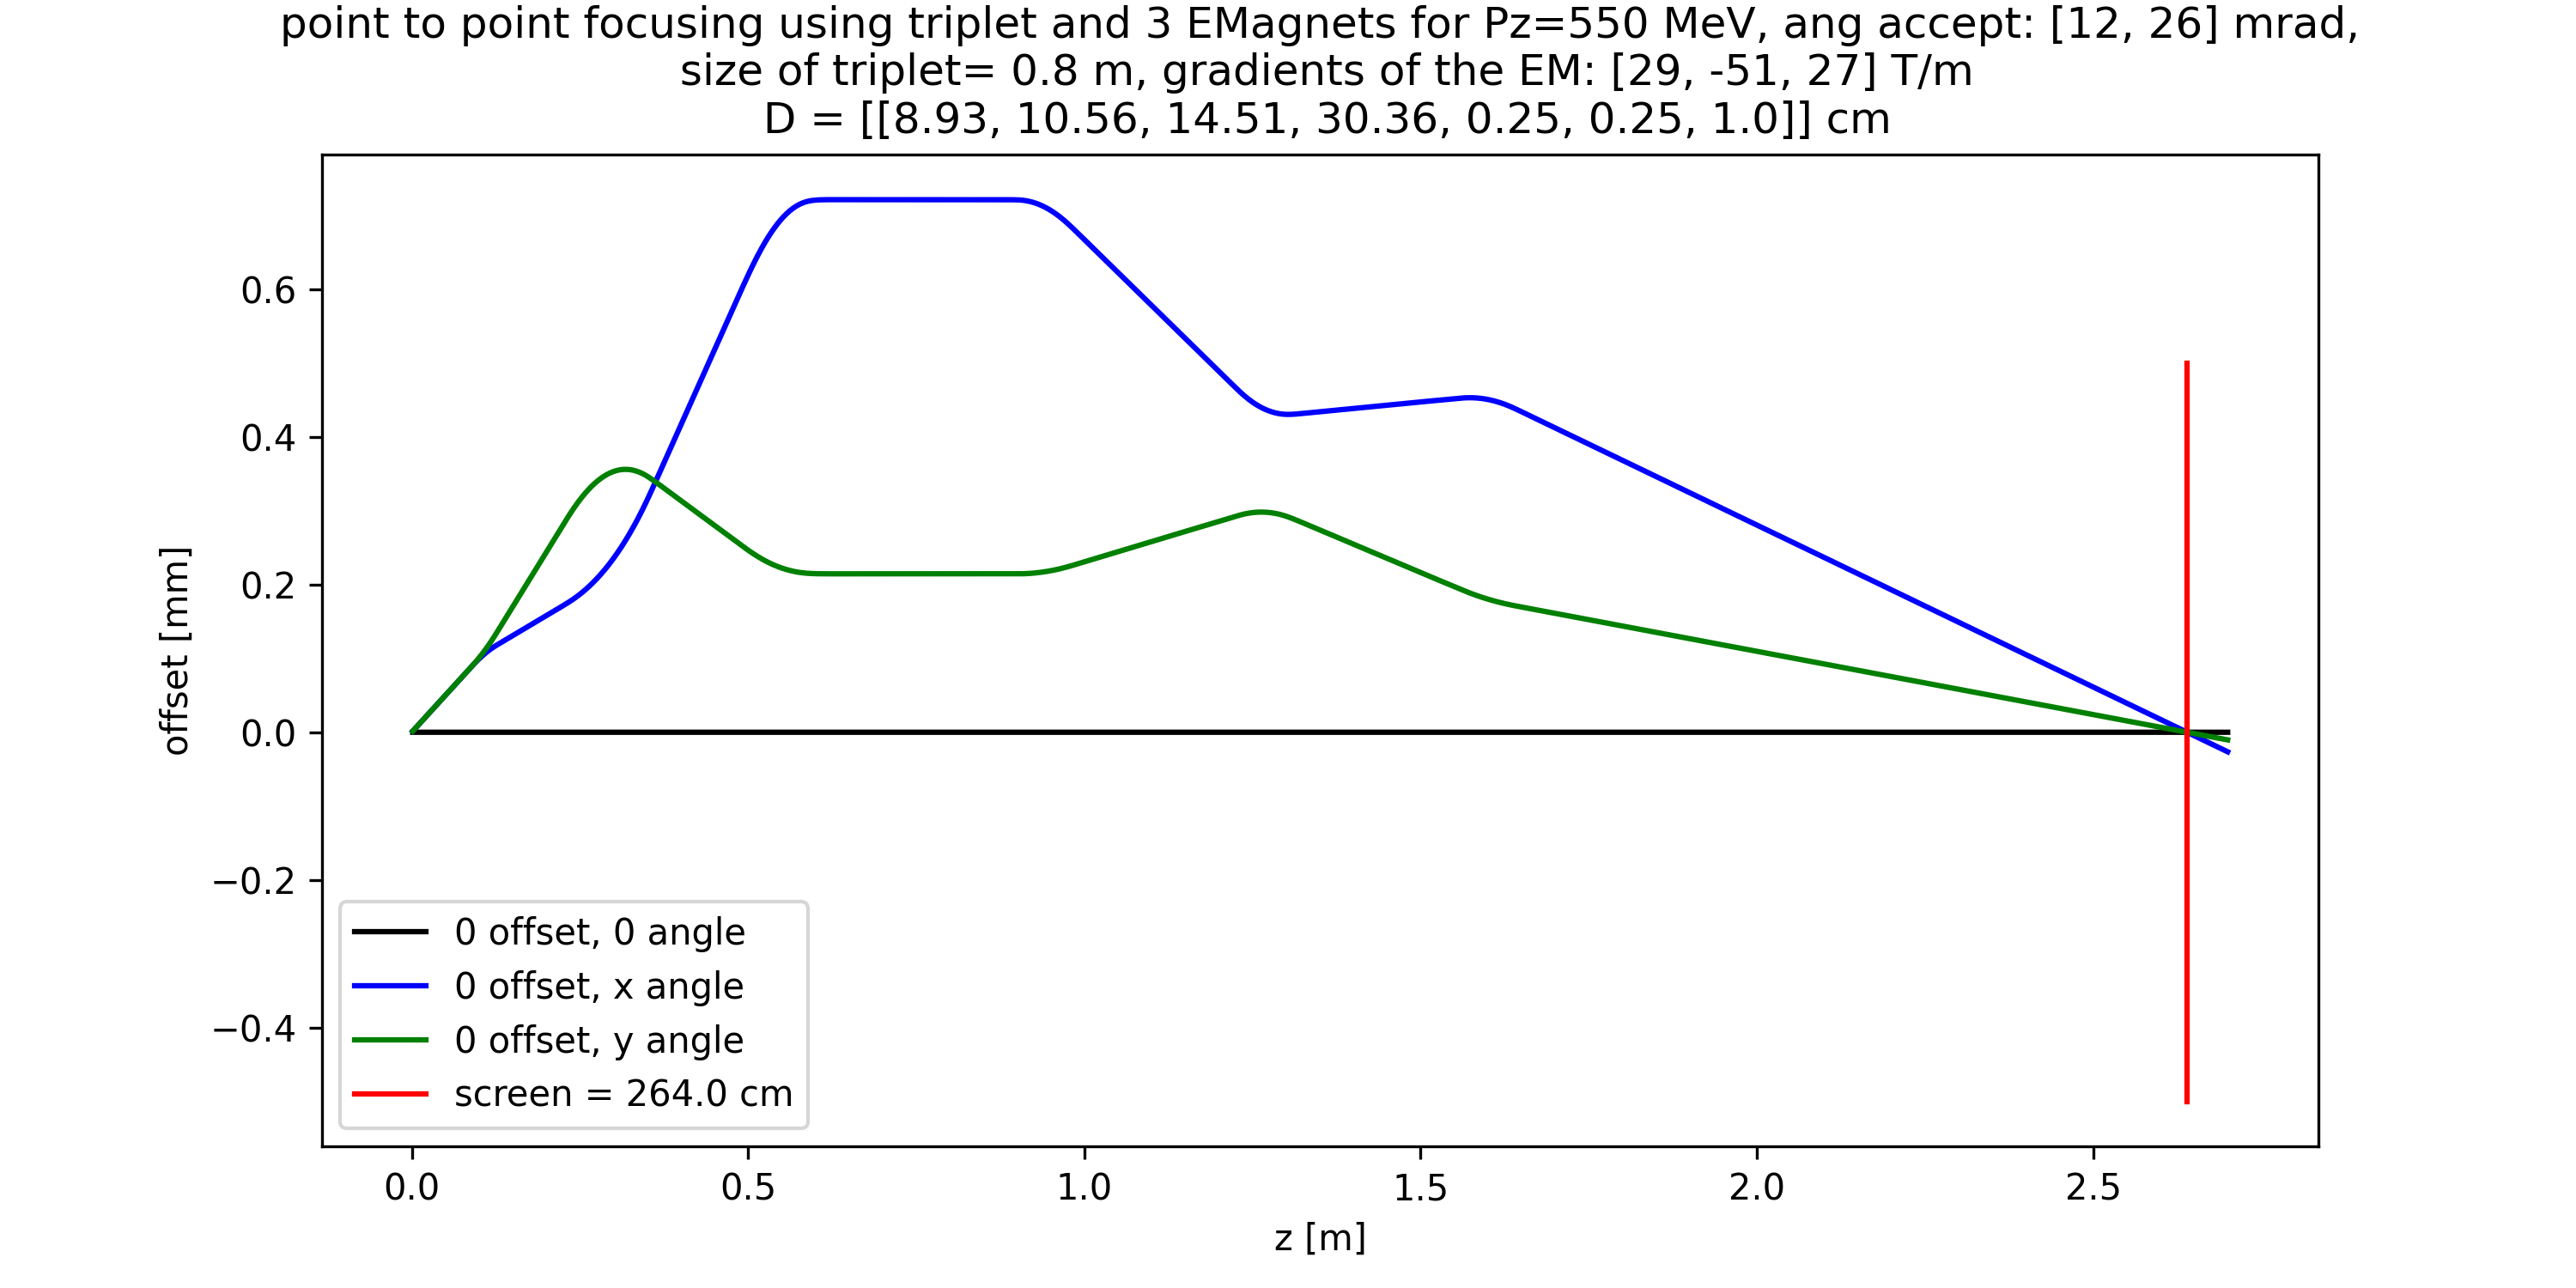 point to point focusing using triplet and 3 EMagnets for Pz=550 MeV, ang accept: [12, 26] mrad,
size of triplet= 0.8 m, gradients of the EM: [29, -51, 27] T/m
D = [[8.93, 10.56, 14.51, 30.36, 0.25, 0.25, 1.0]] cm
offset [mm]
0.6
0.4
0.2
0.0
−0.2
−0.4
0 offset, 0 angle
0 offset, x angle
0 offset, y angle
screen = 264.0 cm
0.0 0.5 1.0 1.5 2.0 2.5
z [m]